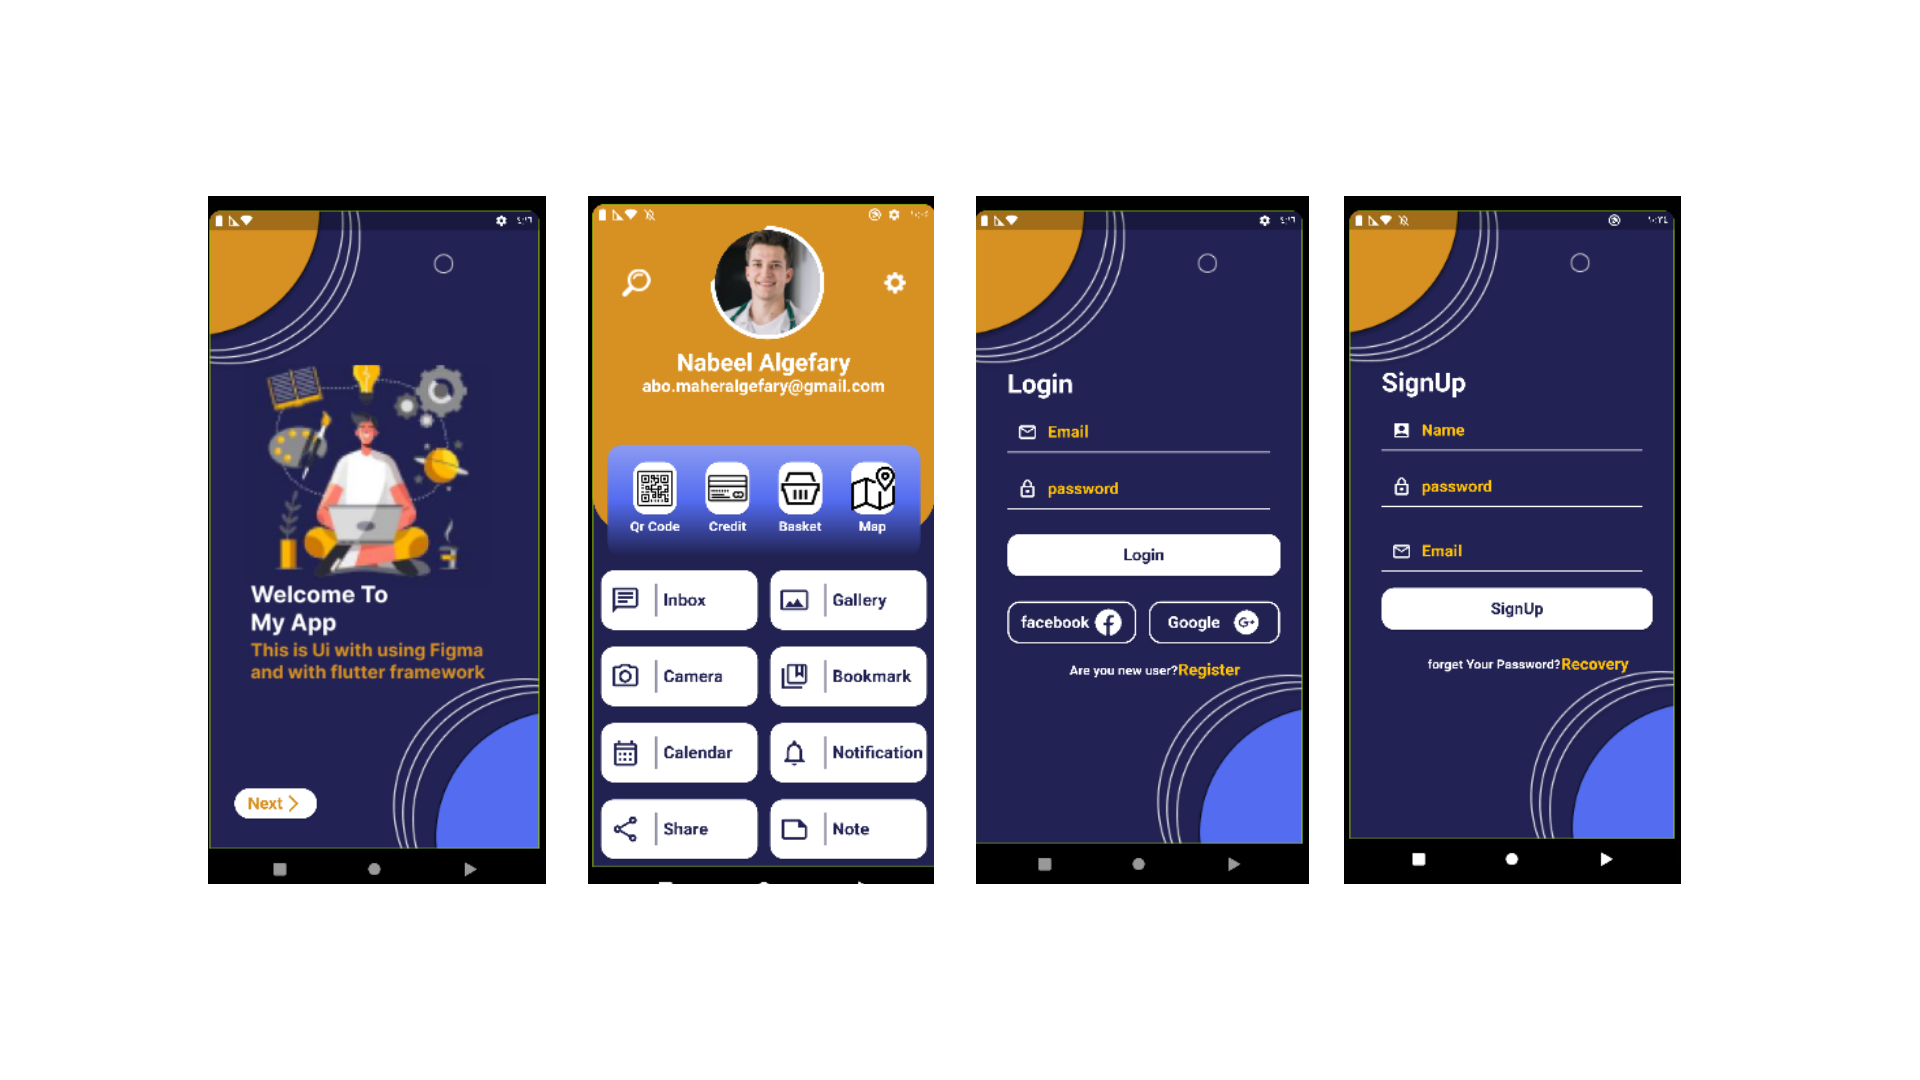 Welcome To
My App
This is Ui with using Figma
and with flutter framework
Next
Nabeel Algefary
abo.maheralgefary@gmail.com
Qr Code
Credit
Basket
Map
Inbox
Gallery
Camera
Bookmark
Calendar
Notification
Share
Note
Login
Email
password
Login
facebook
Google
G+
Are you new user?Register
SignUp
Name
password
Email
SignUp
forget Your Password?Recovery